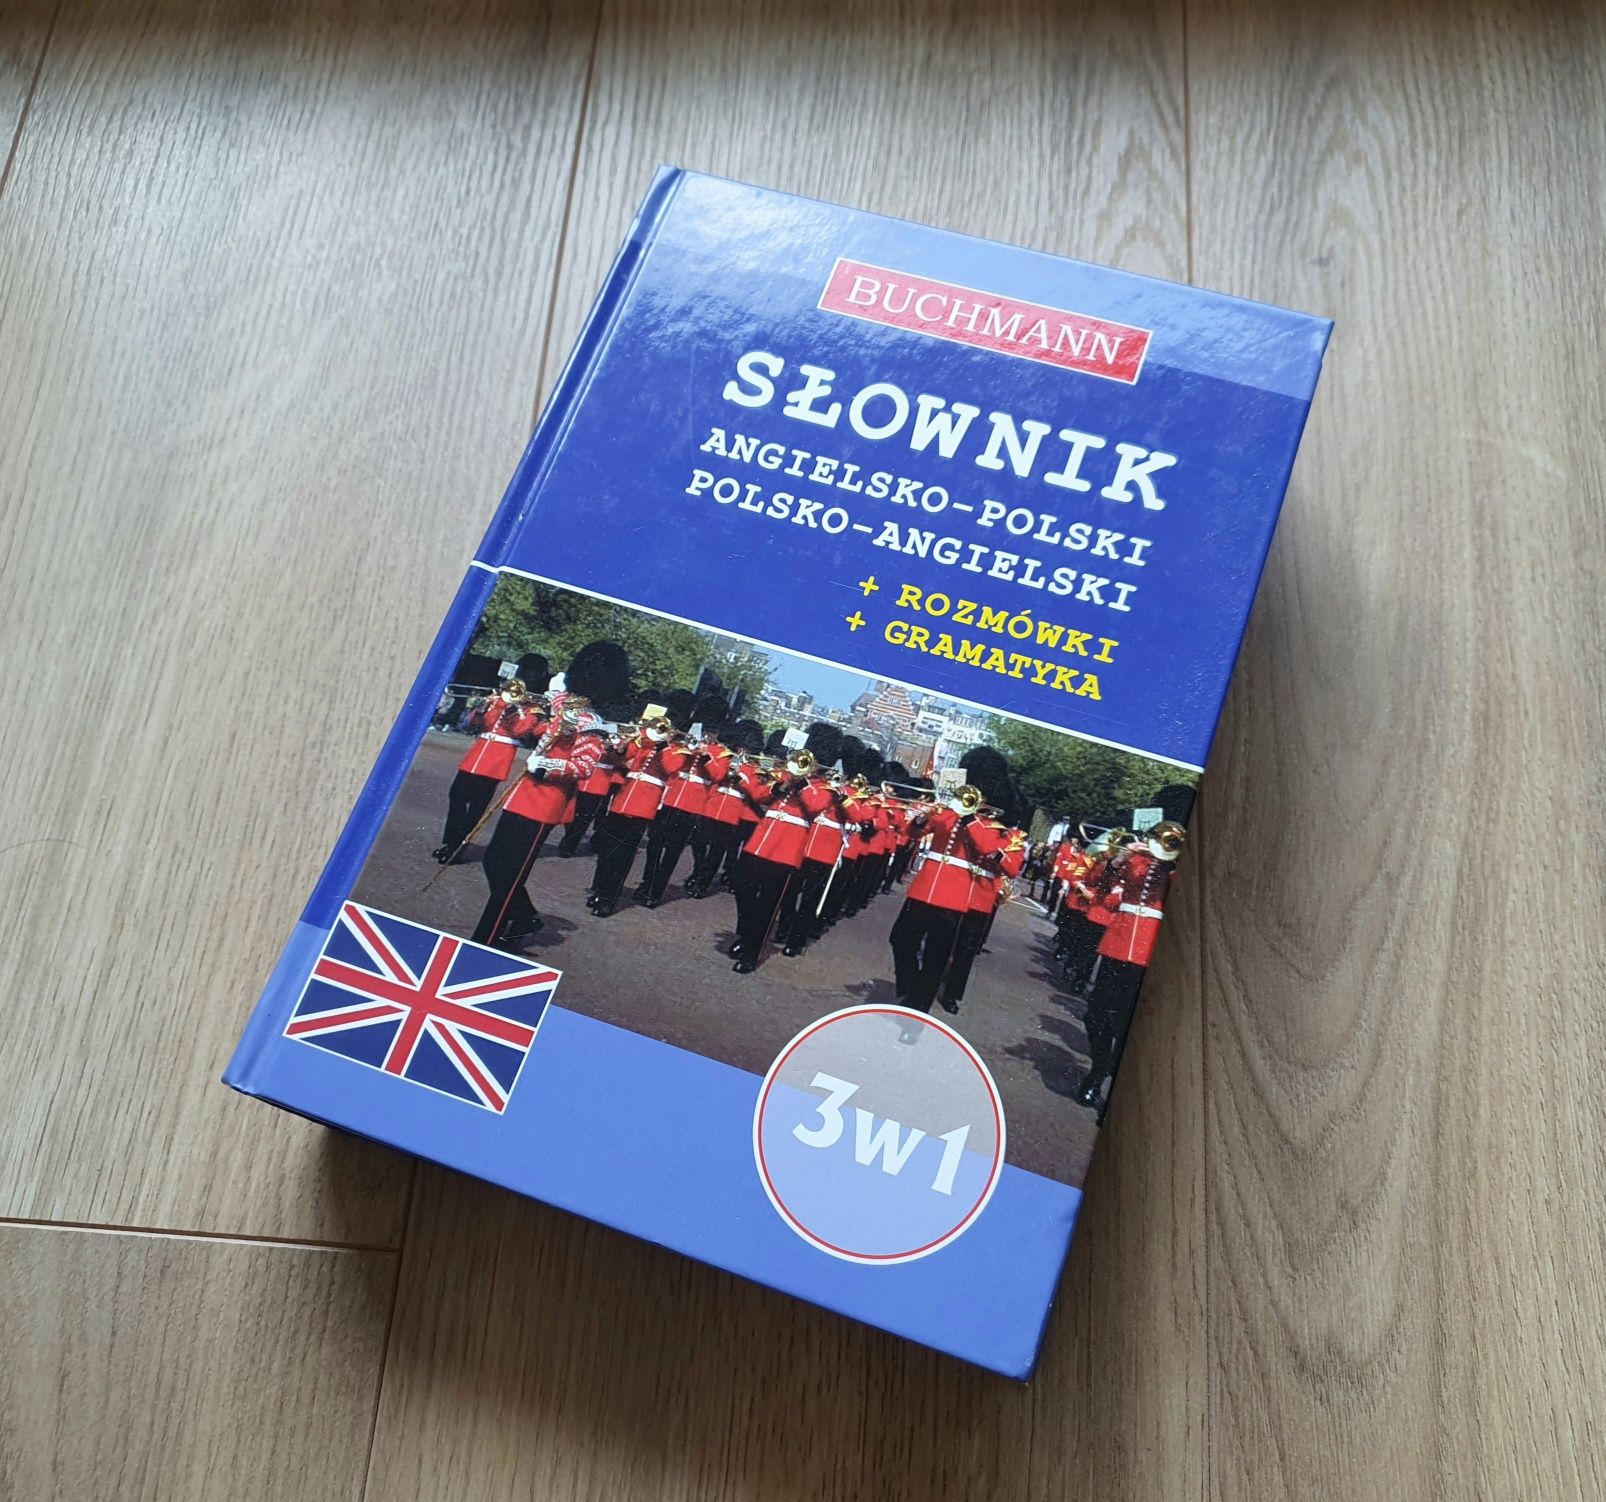 BUCHMANN
SŁOWNIK
ANGIELSKO-POLSKI
POLSKO-ANGIELSKI
+ ROZMÓWKI
+ GRAMATYKA
3w1